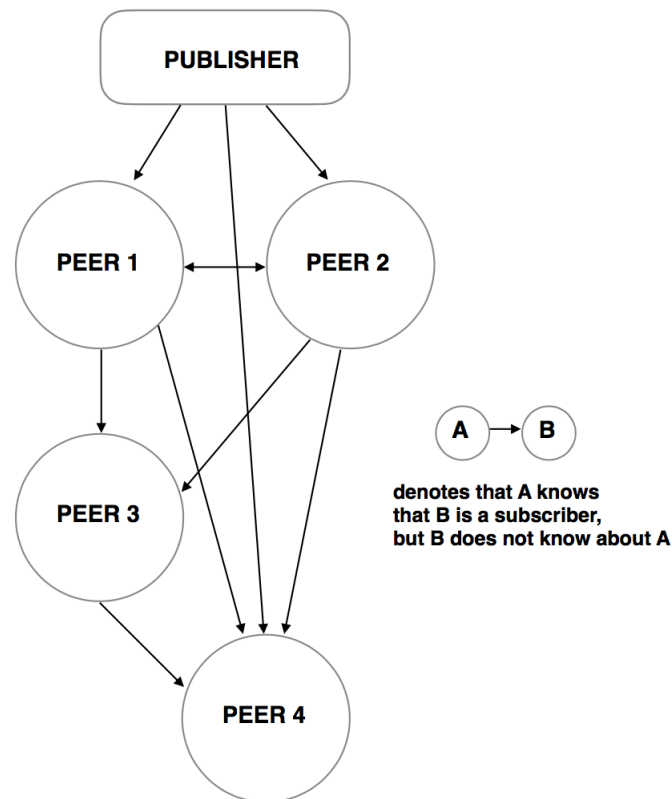 PUBLISHER
PEER 1
PEER 2
A
B
denotes that A knows
that B is a subscriber,
but B does not know about A
PEER 3
PEER 4